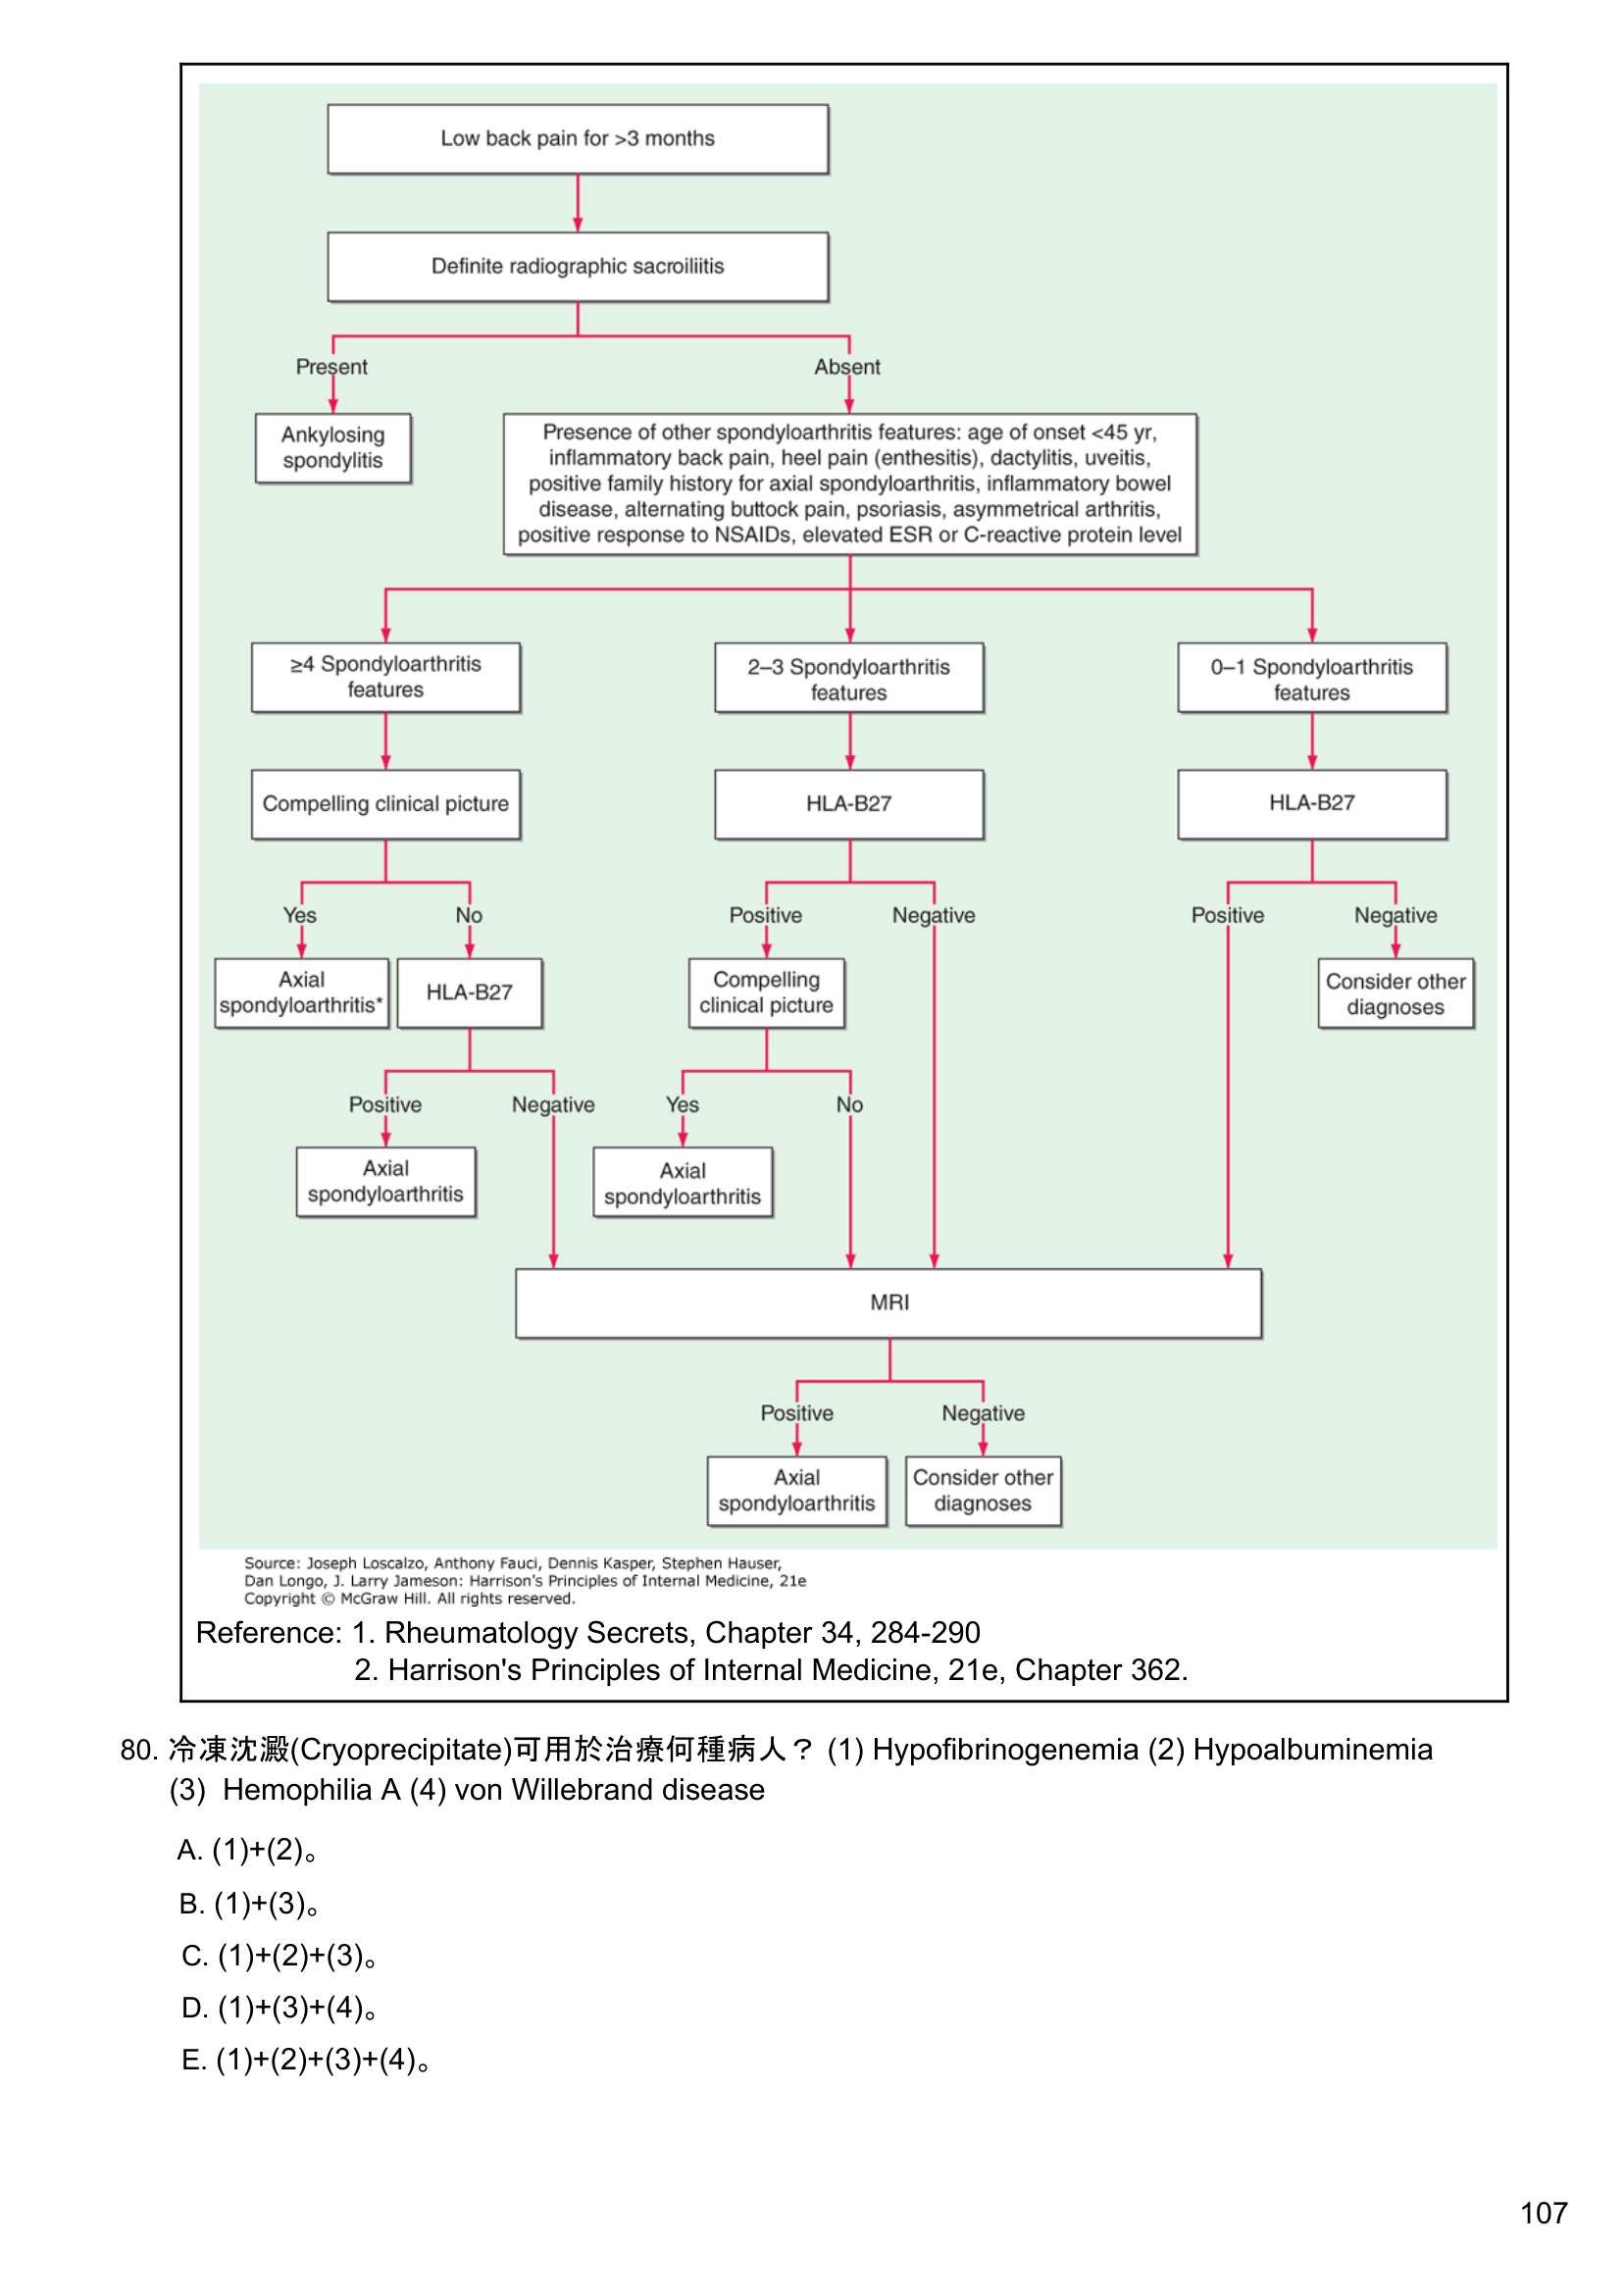 Low back pain for >3 months
Definite radiographic sacroiliitis
Present
Absent
Ankylosing
spondylitis
Presence of other spondyloarthritis features: age of onset <45 yr,
inflammatory back pain, heel pain (enthesitis), dactylitis, uveitis,
positive family history for axial spondyloarthritis, inflammatory bowel
disease, alternating buttock pain, psoriasis, asymmetrical arthritis,
positive response to NSAIDs, elevated ESR or C-reactive protein level
≥4 Spondyloarthritis
features
2–3 Spondyloarthritis
features
0–1 Spondyloarthritis
features
Compelling clinical picture
HLA-B27
HLA-B27
Yes
No
Positive
Negative
Positive
Negative
Axial
spondyloarthritis*
HLA-B27
Compelling
clinical picture
Consider other
diagnoses
Positive
Negative
Yes
No
Axial
spondyloarthritis
Axial
spondyloarthritis
MRI
Positive
Negative
Axial
spondyloarthritis
Consider other
diagnoses
Source: Joseph Loscalzo, Anthony Fauci, Dennis Kasper, Stephen Hauser,
Dan Longo, J. Larry Jameson: Harrison's Principles of Internal Medicine, 21e
Copyright © McGraw Hill. All rights reserved.
Reference: 1. Rheumatology Secrets, Chapter 34, 284-290
2. Harrison's Principles of Internal Medicine, 21e, Chapter 362.
80. 冷凍沈澱(Cryoprecipitate)可用於治療何種病人？ (1) Hypofibrinogenemia (2) Hypoalbuminemia
(3) Hemophilia A (4) von Willebrand disease
A. (1)+(2)。
B. (1)+(3)。
C. (1)+(2)+(3)。
D. (1)+(3)+(4)。
E. (1)+(2)+(3)+(4)。
107